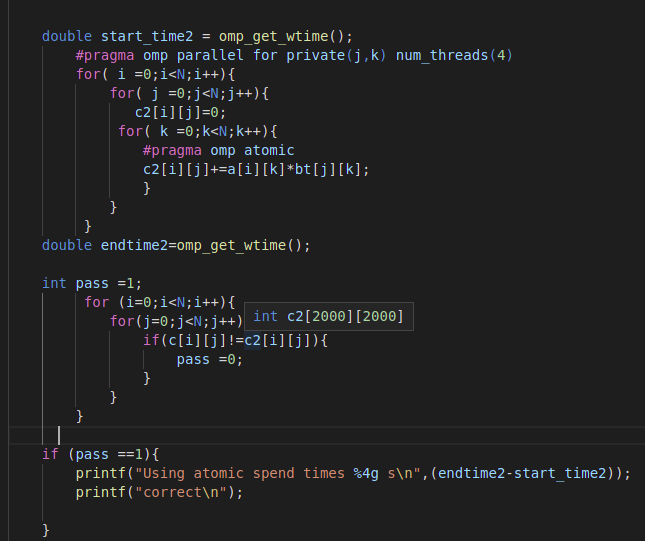 double start_time2 = omp_get_wtime();
#pragma omp parallel for private(j,k) num_threads(4)
for( i =0;i<N;i++){
for( j =0;j<N;j++){
c2[i][j]=0;
for( k =0;k<N;k++){
#pragma omp atomic
c2[i][j]+=a[i][k]*bt[j][k];
}
}
}
double endtime2=omp_get_wtime();
int pass =1;
for (i=0;i<N;i++){
for(j=0;j<N;j++)
int c2[2000][2000]
if(c[i][j]!=c2[i][j]){
pass =0;
}
}
}
if (pass ==1){
printf("Using atomic spend times %4g s\n",(endtime2-start_time2));
printf("correct\n");
}